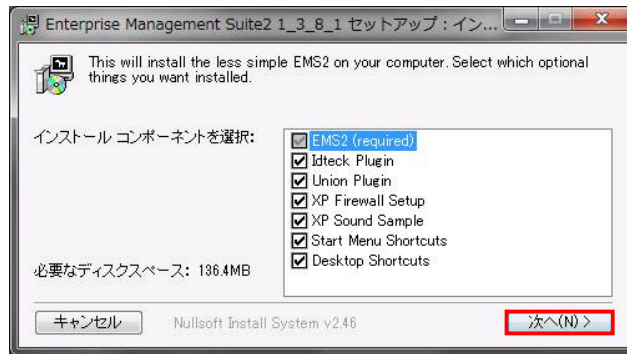 Enterprise Management Suite2 1_3_8_1 セットアップ：イン...
This will install the less simple EMS2 on your computer. Select which optional
things you want installed.
インストール コンポーネントを選択:
EMS2 (required)
Idteck Plugin
Union Plugin
XP Firewall Setup
XP Sound Sample
Start Menu Shortcuts
Desktop Shortcuts
必要なディスクスペース: 136.4MB
キャンセル
Nullsoft Install System v2.46
次へ(N) >